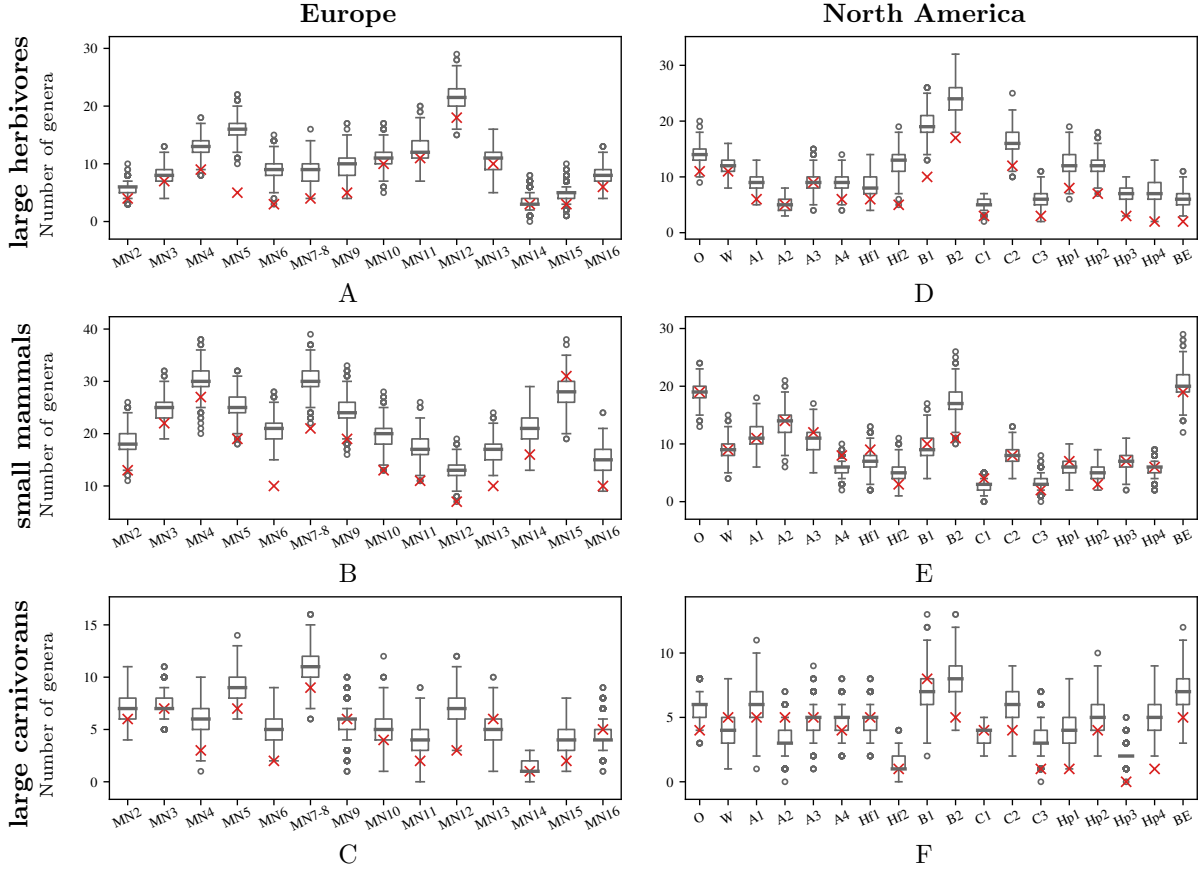 Europe
North America
large herbivores
Number of genera
30
20
10
0
MN2 MN3 MN4 MN5 MN6 MN7-8 MN9 MN10 MN11 MN12 MN13 MN14 MN15 MN16
A
30
20
10
0
O W A1 A2 A3 A4 Hf1 Hf2 B1 B2 C1 C2 C3 Hp1 Hp2 Hp3 Hp4 BE
D
small mammals
Number of genera
40
30
20
10
MN2 MN3 MN4 MN5 MN6 MN7-8 MN9 MN10 MN11 MN12 MN13 MN14 MN15 MN16
B
30
20
10
0
O W A1 A2 A3 A4 Hf1 Hf2 B1 B2 C1 C2 C3 Hp1 Hp2 Hp3 Hp4 BE
E
large carnivorans
Number of genera
15
10
5
0
MN2 MN3 MN4 MN5 MN6 MN7-8 MN9 MN10 MN11 MN12 MN13 MN14 MN15 MN16
C
10
5
0
O W A1 A2 A3 A4 Hf1 Hf2 B1 B2 C1 C2 C3 Hp1 Hp2 Hp3 Hp4 BE
F